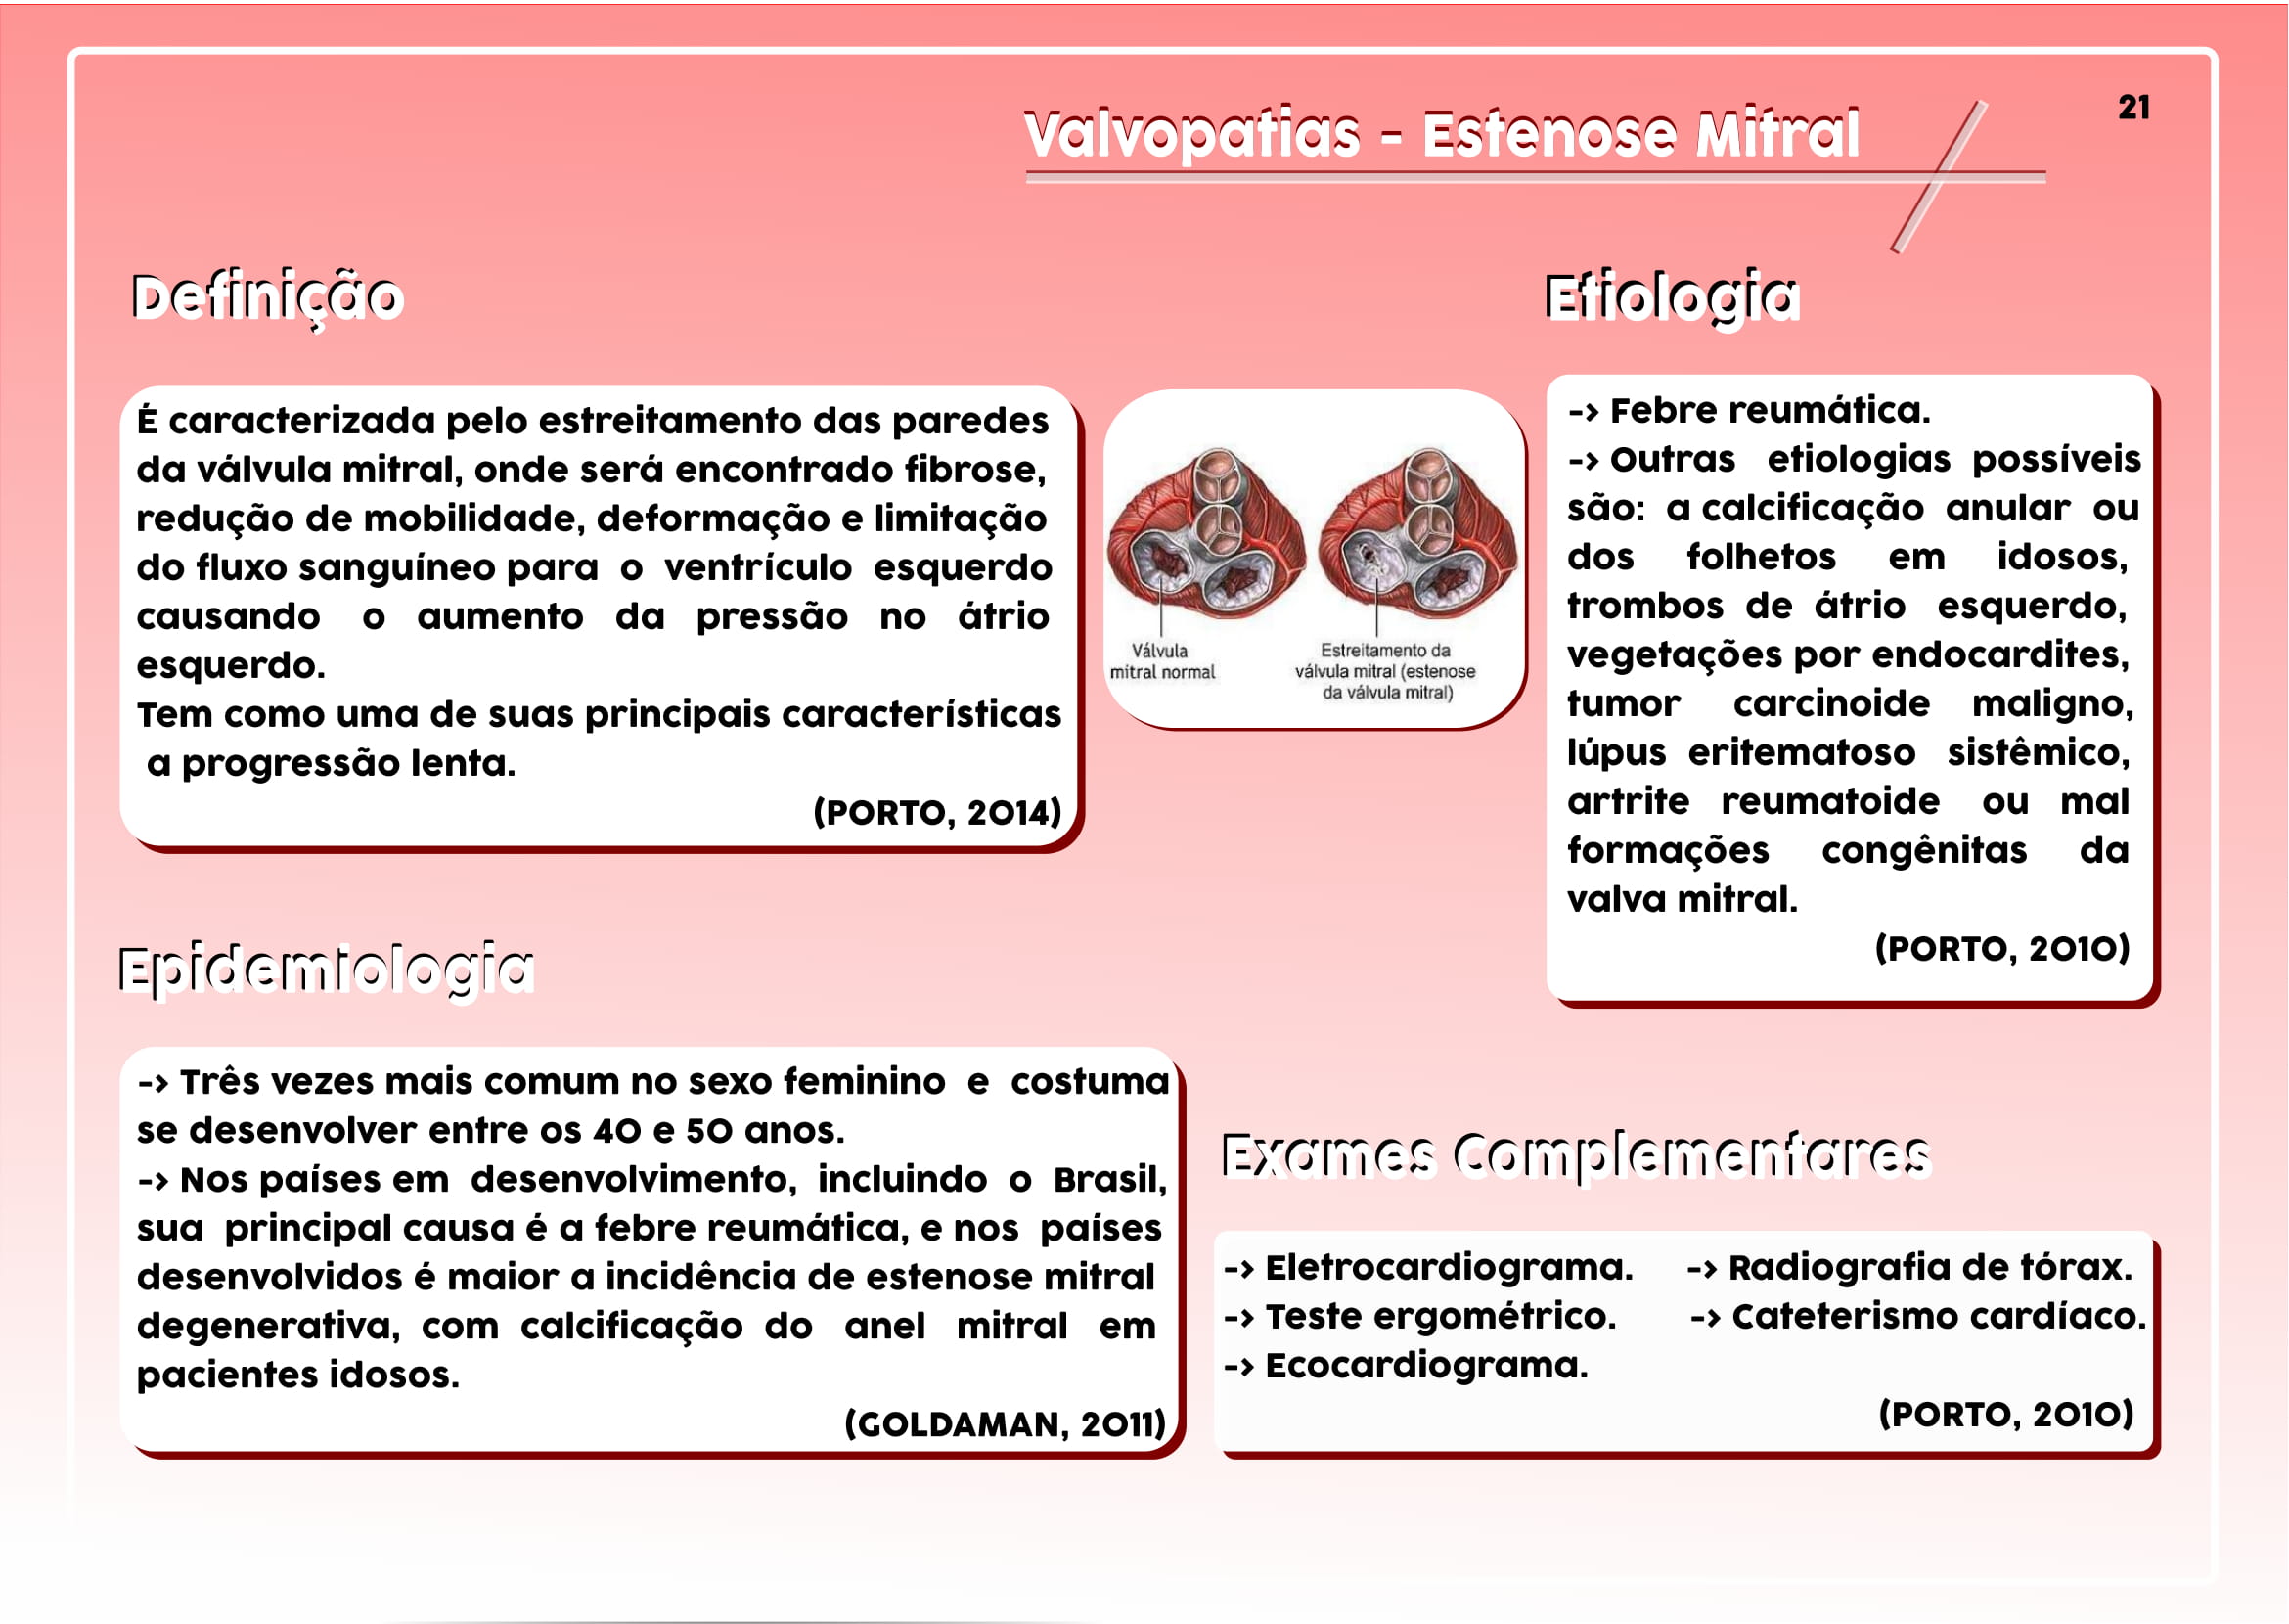 21
Valvopatias - Estenose Mitral
Definição
É caracterizada pelo estreitamento das paredes
da válvula mitral, onde será encontrado fibrose,
redução de mobilidade, deformação e limitação
do fluxo sanguíneo para o ventrículo esquerdo
causando o aumento da pressão no átrio
esquerdo.
Tem como uma de suas principais características
a progressão lenta.
(PORTO, 2014)
Válvula
mitral normal
Estreitamento da
válvula mitral (estenose
da válvula mitral)
Etiologia
-> Febre reumática.
-> Outras etiologias possíveis
são: a calcificação anular ou
dos folhetos em idosos,
trombos de átrio esquerdo,
vegetações por endocardites,
tumor carcinoide maligno,
lúpus eritematoso sistêmico,
artrite reumatoide ou mal
formações congênitas da
valva mitral.
(PORTO, 2010)
Epidemiologia
-> Três vezes mais comum no sexo feminino e costuma
se desenvolver entre os 40 e 50 anos.
-> Nos países em desenvolvimento, incluindo o Brasil,
sua principal causa é a febre reumática, e nos países
desenvolvidos é maior a incidência de estenose mitral
degenerativa, com calcificação do anel mitral em
pacientes idosos.
(GOLDAMAN, 2011)
Exames Complementares
-> Eletrocardiograma. -> Radiografia de tórax.
-> Teste ergométrico. -> Cateterismo cardíaco.
-> Ecocardiograma.
(PORTO, 2010)